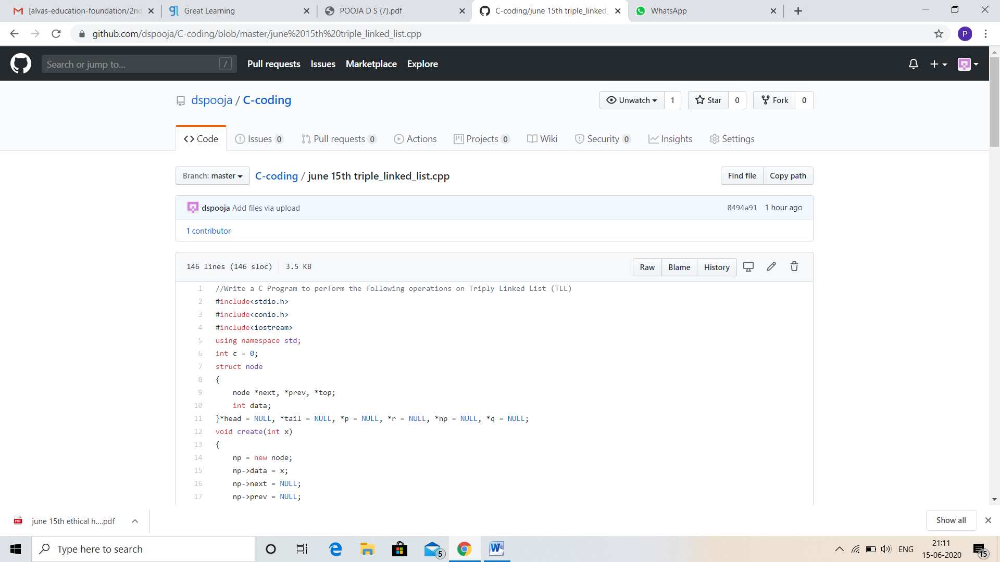 [alvas-education-foundation/2nd
Great Learning
POOJA D S (7).pdf
C-coding/june 15th triple_linked_
WhatsApp
github.com/dspooja/C-coding/blob/master/june%2015th%20triple_linked_list.cpp
P
Search or jump to...
/
Pull requests
Issues
Marketplace
Explore
dspooja / C-coding
Unwatch 1
Star 0
Fork 0
Code
Issues 0
Pull requests 0
Actions
Projects 0
Wiki
Security 0
Insights
Settings
Branch: master
C-coding / june 15th triple_linked_list.cpp
Find file
Copy path
dspooja Add files via upload
8494a91 1 hour ago
1 contributor
146 lines (146 sloc) 3.5 KB
Raw
Blame
History
1 //Write a C Program to perform the following operations on Triply Linked List (TLL)
2 #include<stdio.h>
3 #include<conio.h>
4 #include<iostream>
5 using namespace std;
6 int c = 0;
7 struct node
8 {
9 node *next, *prev, *top;
10 int data;
11 }*head = NULL, *tail = NULL, *p = NULL, *r = NULL, *np = NULL, *q = NULL;
12 void create(int x)
13 {
14 np = new node;
15 np->data = x;
16 np->next = NULL;
17 np->prev = NULL;
PDF
june 15th ethical h....pdf
Show all
Type here to search
5
W
ENG
21:11
15-06-2020
15